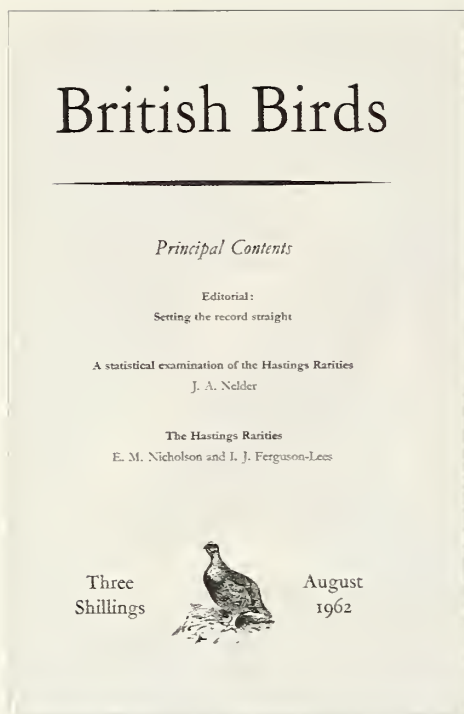 British Birds
Principal Contents
Editorial:
Setting the record straight
A statistical examination of the Hastings Rarities
J. A. Nelder
The Hastings Rarities
E. M. Nicholson and I. J. Ferguson-Lees
Three
Shillings
August
1962